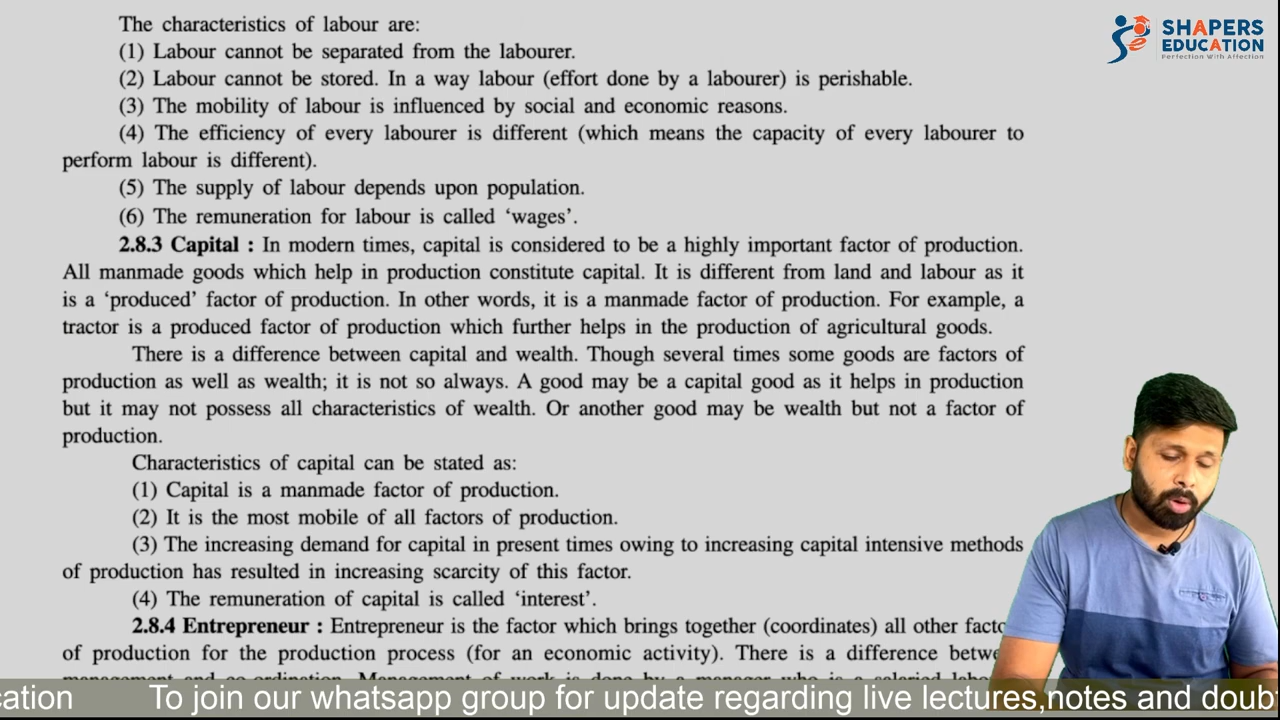 The characteristics of labour are:
(1) Labour cannot be separated from the labourer.
(2) Labour cannot be stored. In a way labour (effort done by a labourer) is perishable.
(3) The mobility of labour is influenced by social and economic reasons.
(4) The efficiency of every labourer is different (which means the capacity of every labourer to
perform labour is different).
(5) The supply of labour depends upon population.
(6) The remuneration for labour is called ‘wages’.
2.8.3 Capital : In modern times, capital is considered to be a highly important factor of production.
All manmade goods which help in production constitute capital. It is different from land and labour as it
is a ‘produced’ factor of production. In other words, it is a manmade factor of production. For example, a
tractor is a produced factor of production which further helps in the production of agricultural goods.
There is a difference between capital and wealth. Though several times some goods are factors of
production as well as wealth; it is not so always. A good may be a capital good as it helps in production
but it may not possess all characteristics of wealth. Or another good may be wealth but not a factor of
production.
Characteristics of capital can be stated as:
(1) Capital is a manmade factor of production.
(2) It is the most mobile of all factors of production.
(3) The increasing demand for capital in present times owing to increasing capital intensive methods
of production has resulted in increasing scarcity of this factor.
(4) The remuneration of capital is called ‘interest’.
2.8.4 Entrepreneur : Entrepreneur is the factor which brings together (coordinates) all other facto
of production for the production process (for an economic activity). There is a difference betwe
SHAPERS
EDUCATION
Perfection With Affection
cation To join our whatsapp group for update regarding live lectures,notes and doub